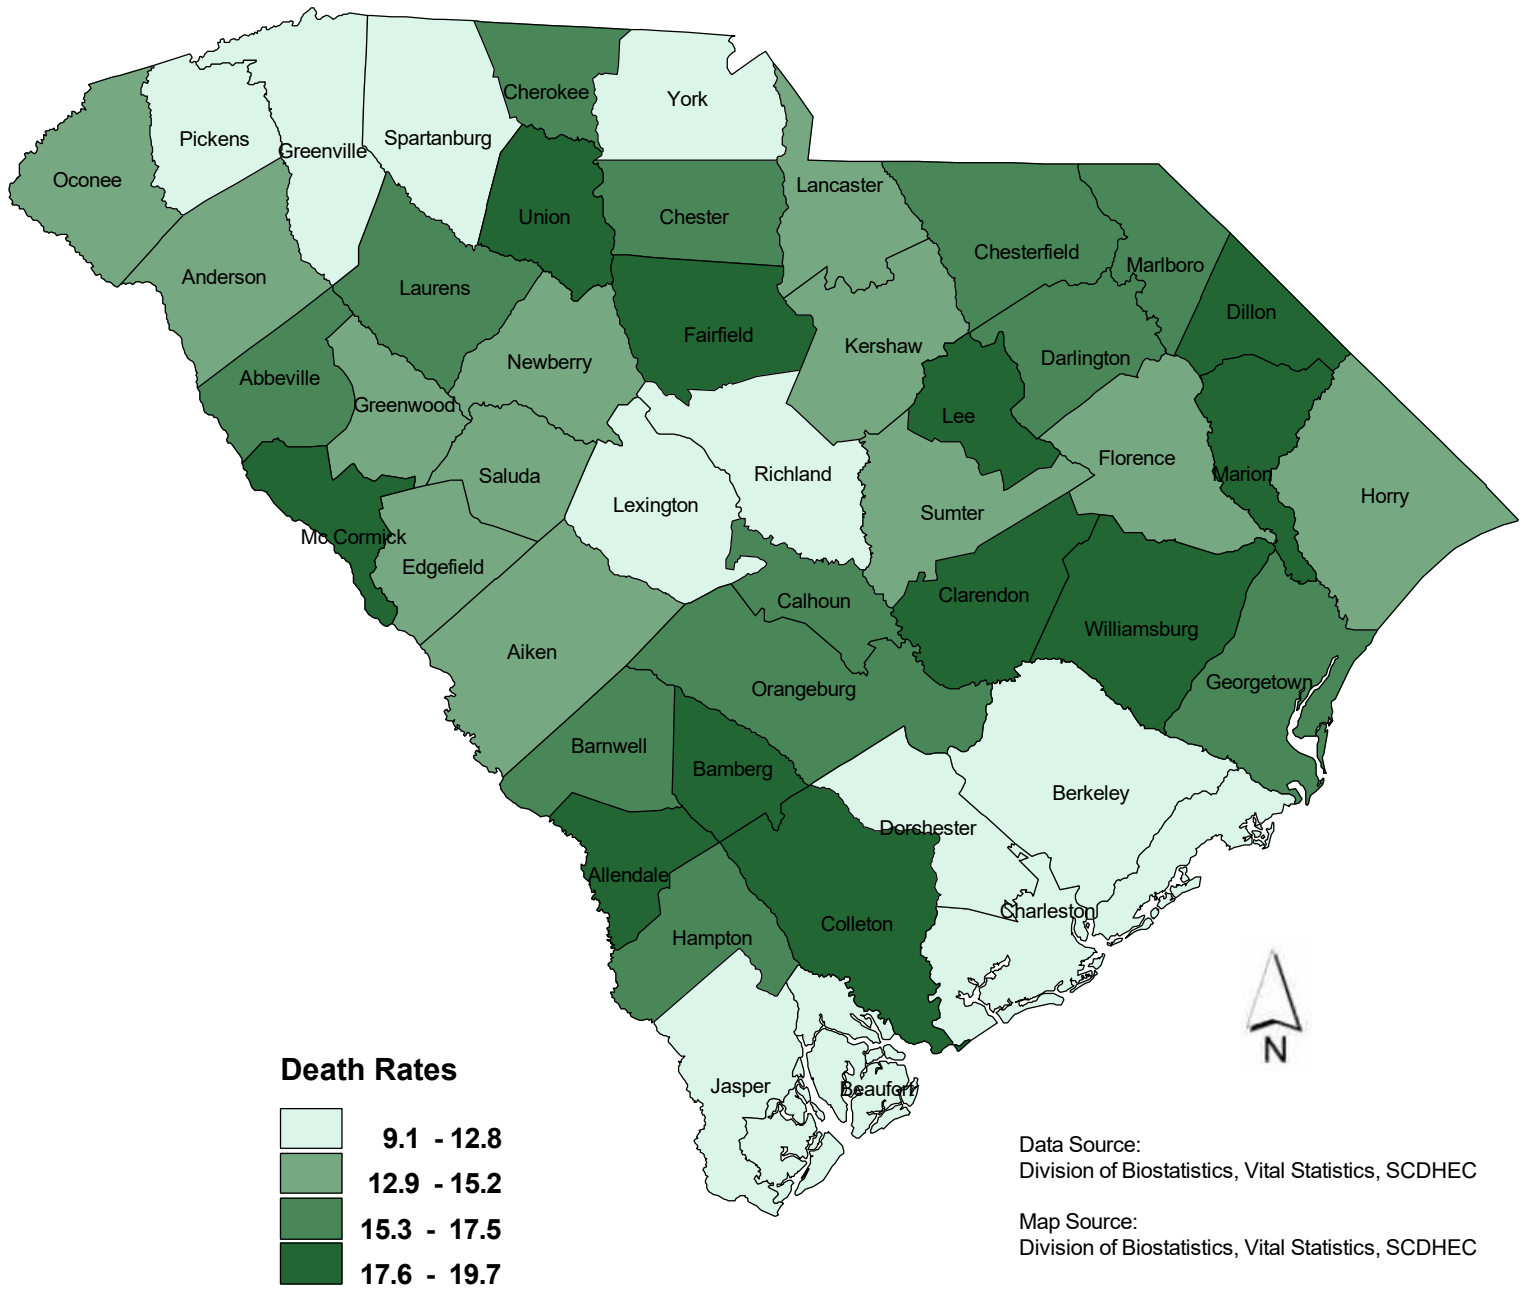 Cherokee
York
Pickens
Spartanburg
Greenville
Oconee
Lancaster
Union
Chester
Chesterfield
Marlboro
Anderson
Laurens
Dillon
Fairfield
Kershaw
Newberry
Darlington
Abbeville
Greenwood
Lee
Florence
Richland
Marion
Saluda
Horry
Lexington
Sumter
Mc Cormick
Edgefield
Clarendon
Calhoun
Williamsburg
Aiken
Georgetown
Orangeburg
Barnwell
Bamberg
Berkeley
Dorchester
Allendale
Charleston
Colleton
Hampton
N
Jasper
Beaufort
Death Rates
9.1 - 12.8
12.9 - 15.2
15.3 - 17.5
17.6 - 19.7
Data Source:
Division of Biostatistics, Vital Statistics, SCDHEC
Map Source:
Division of Biostatistics, Vital Statistics, SCDHEC